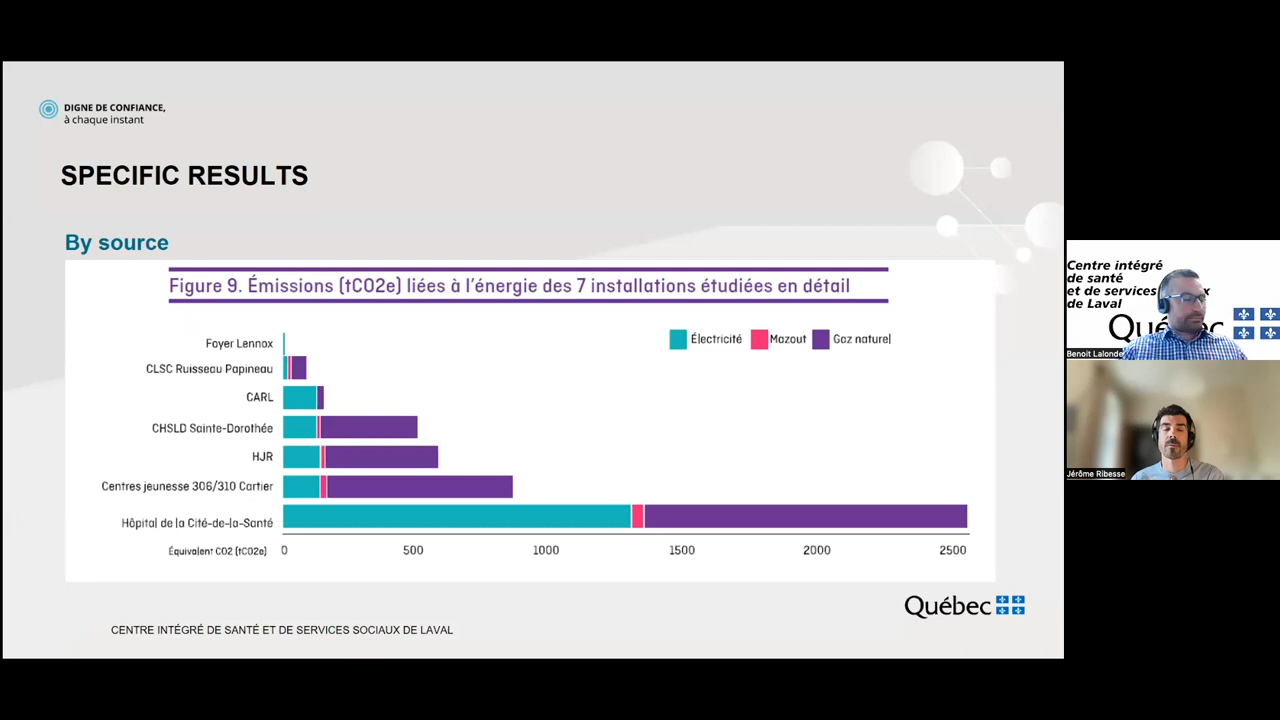 DIGNE DE CONFIANCE,
à chaque instant
SPECIFIC RESULTS
By source
Figure 9. Émissions (tCO2e) liées à l'énergie des 7 installations étudiées en détail
Électricité Mazout Gaz naturel
Foyer Lennox
CLSC Ruisseau Papineau
CARL
CHSLD Sainte-Dorothée
HJR
Centres jeunesse 306/310 Cartier
Hôpital de la Cité-de-la-Santé
Équivalent CO2 (tCO2e) 0 500 1000 1500 2000 2500
Québec
CENTRE INTÉGRÉ DE SANTÉ ET DE SERVICES SOCIAUX DE LAVAL
Centre intégré
de santé
et de services
de Laval
Benoit Lalonde
Jérôme Ribesse